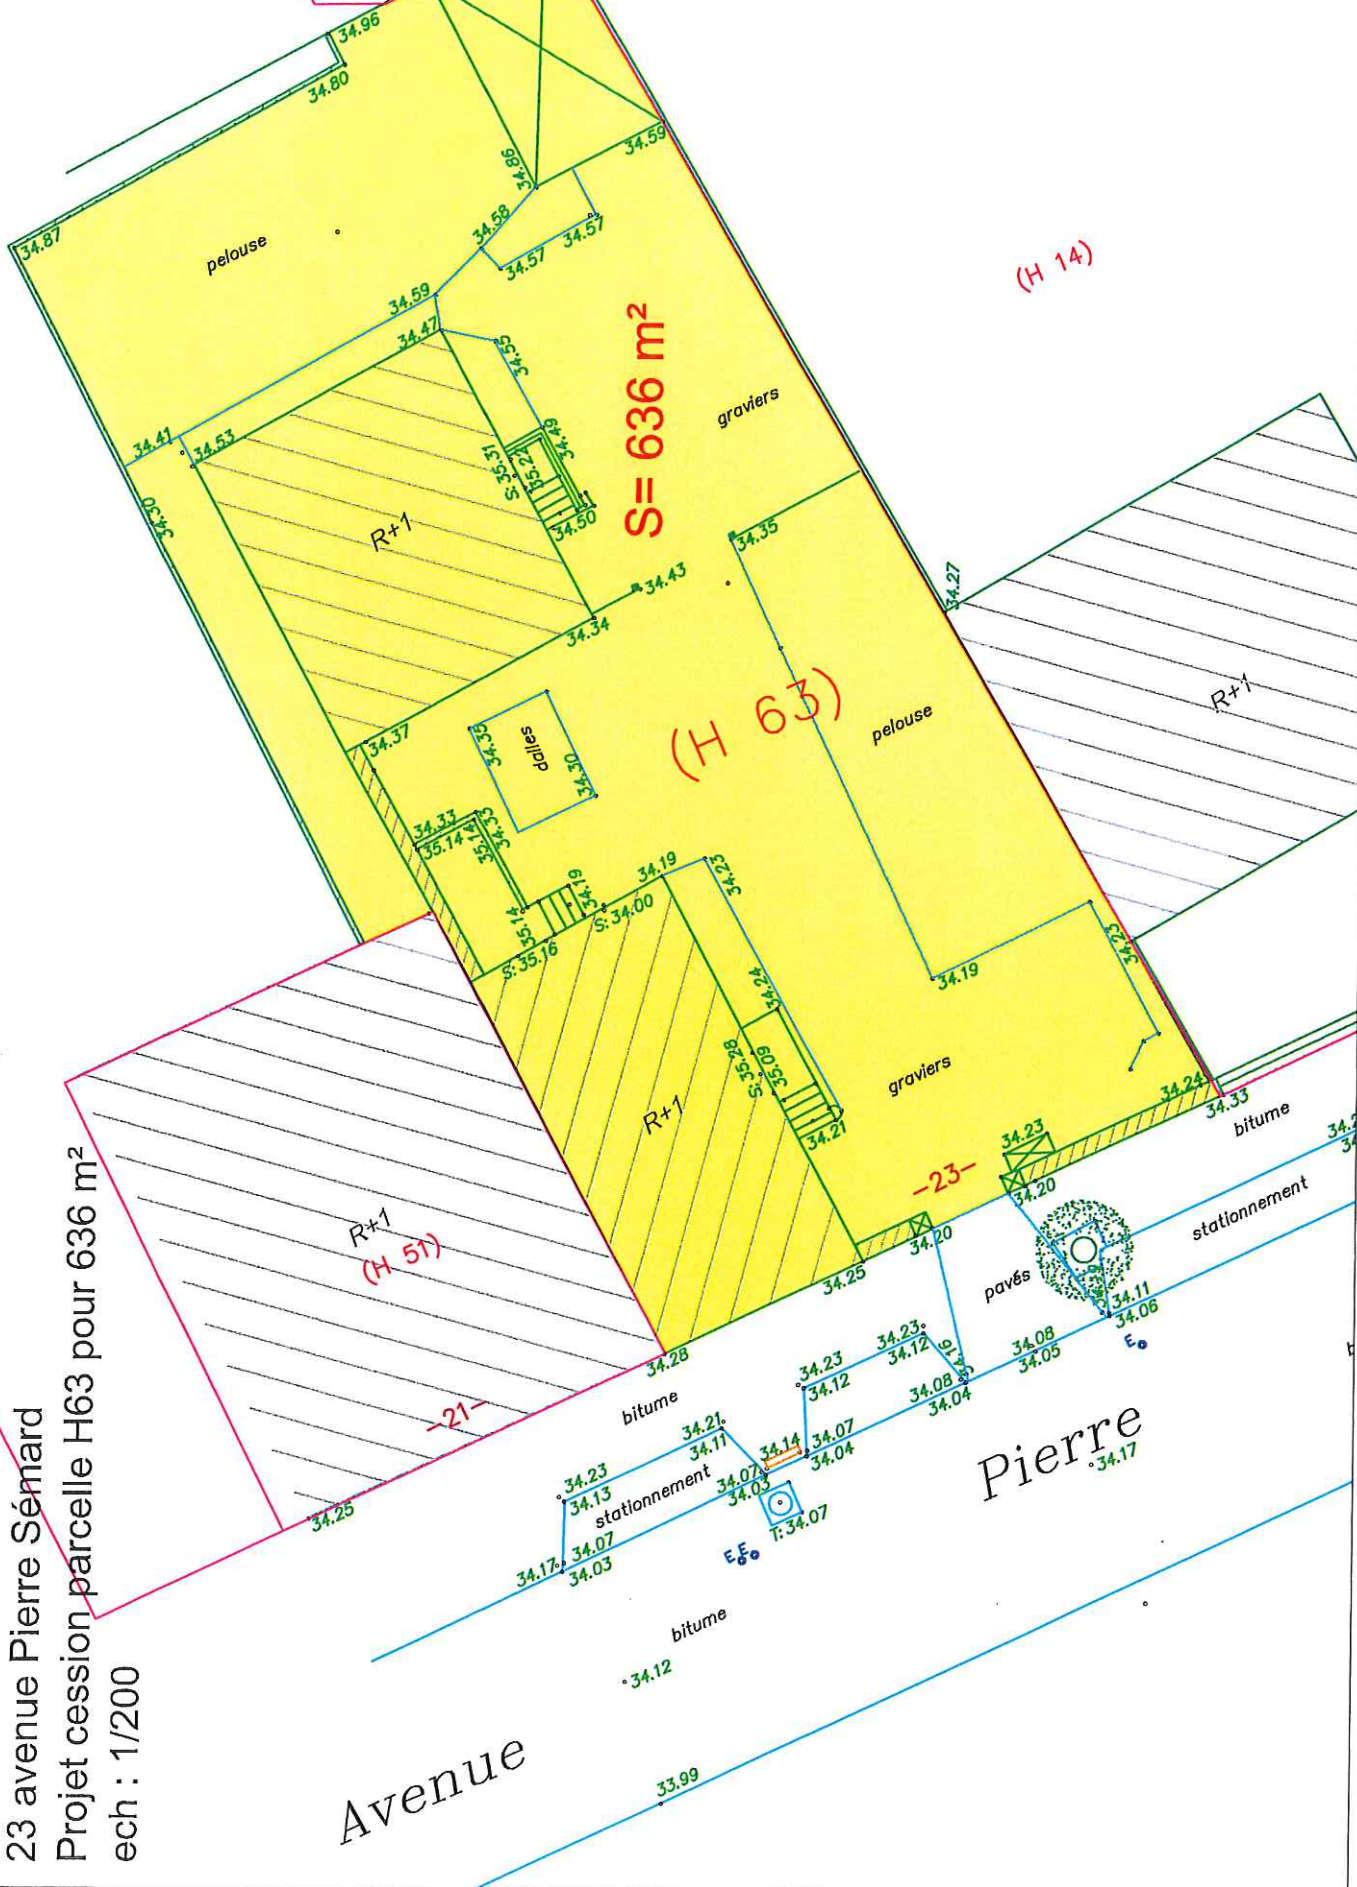 23 avenue Pierre Sémard
Projet cession parcelle H63 pour 636 m²
ech : 1/200
34.96
34.80
34.87
pelouse
34.86
34.59
34.58
34.57
34.57
34.59
34.47
34.55
34.41
34.53
34.30
R+1
S: 35.31
35.22
34.49
34.50
S= 636 m²
graviers
(H 14)
34.35
34.43
34.34
34.27
34.37
34.35
dalles
34.30
(H 63)
pelouse
R+1
34.33
35.14
35.14
34.33
35.14
34.19
S: 34.00
S: 35.16
34.19
34.23
34.19
34.23
34.24
S: 35.28
35.09
34.21
R+1
graviers
34.24
34.33
34.23
34.20
-23-
34.20
34.25
34.28
R+1
(H 51)
-21-
34.25
bitume
stationnement
pavés
34.11
34.06
34.08
34.05
E
34.16
34.08
34.04
34.23
34.12
34.23
34.12
34.07
34.04
34.14
34.07
34.03
T: 34.07
34.21
34.11
34.23
34.13
stationnement
34.17
34.07
34.03
bitume
E
E
bitume
34.12
34.17
33.99
Avenue
Pierre